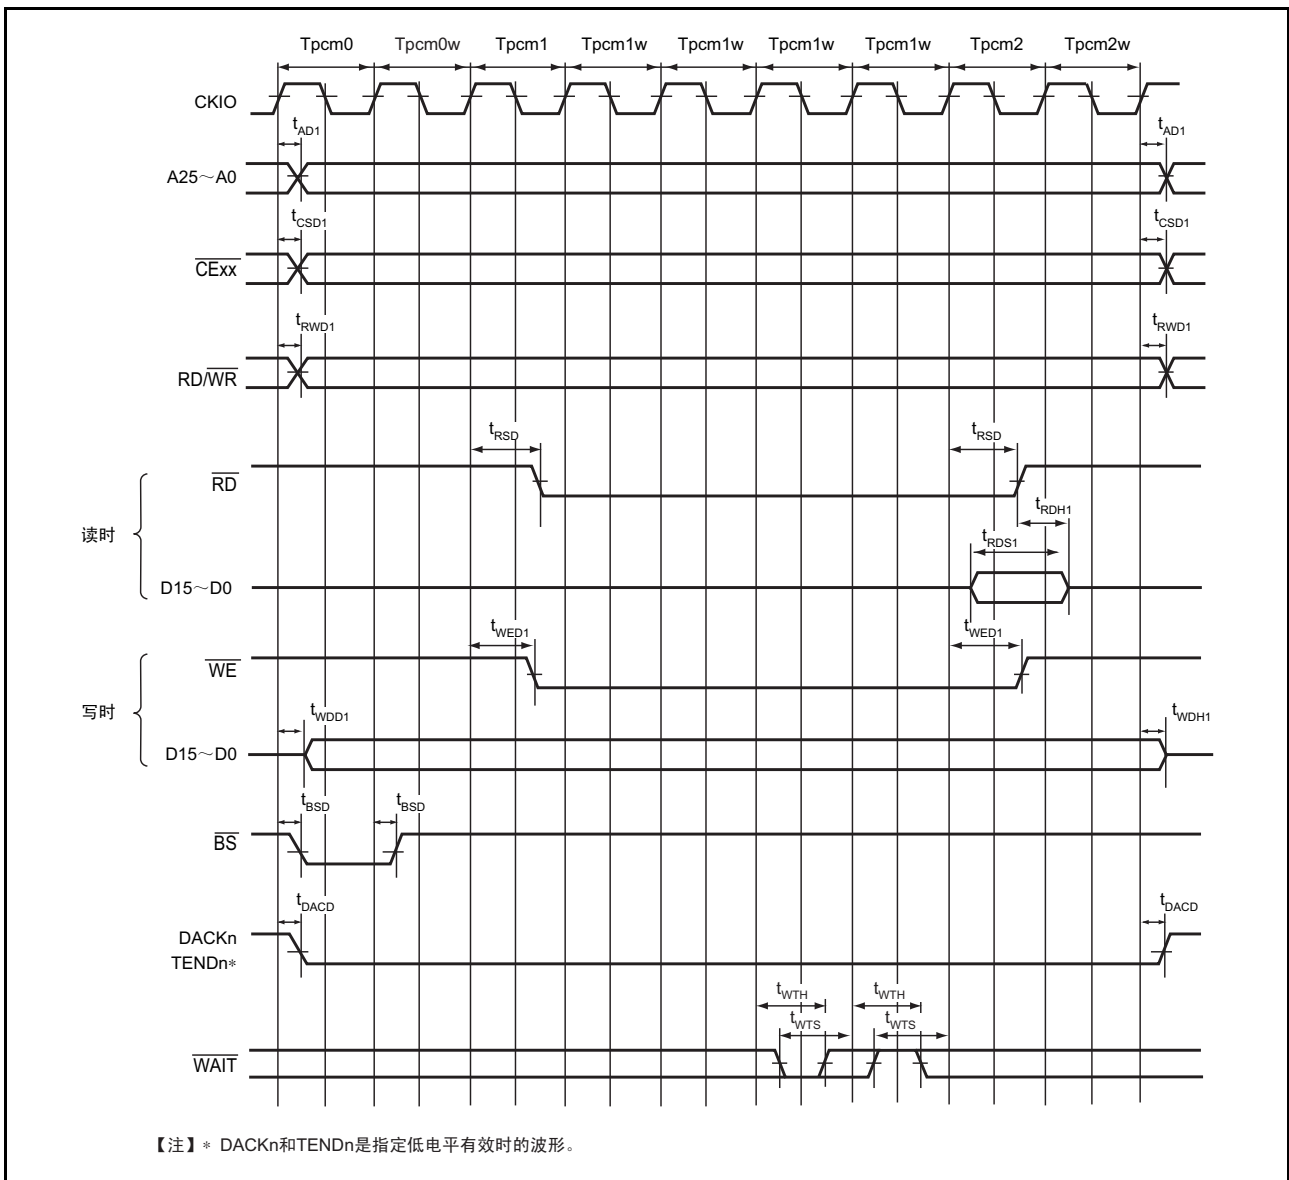 Tpcm0 Tpcm0w Tpcm1 Tpcm1w Tpcm1w Tpcm1w Tpcm1w Tpcm2 Tpcm2w
CKIO
tAD1 tAD1
A25～A0
tCSD1 tCSD1
CExx
tRWD1 tRWD1
RD/WR
tRSD tRSD
RD
tRDH1
读时
tRDS1
D15～D0
tWED1 tWED1
WE
写时
tWDD1 tWDH1
D15～D0
tBSD tBSD
BS
tDACD tDACD
DACKn
TENDn*
tWTH tWTH
tWTS tWTS
WAIT
【注】* DACKn和TENDn是指定低电平有效时的波形。